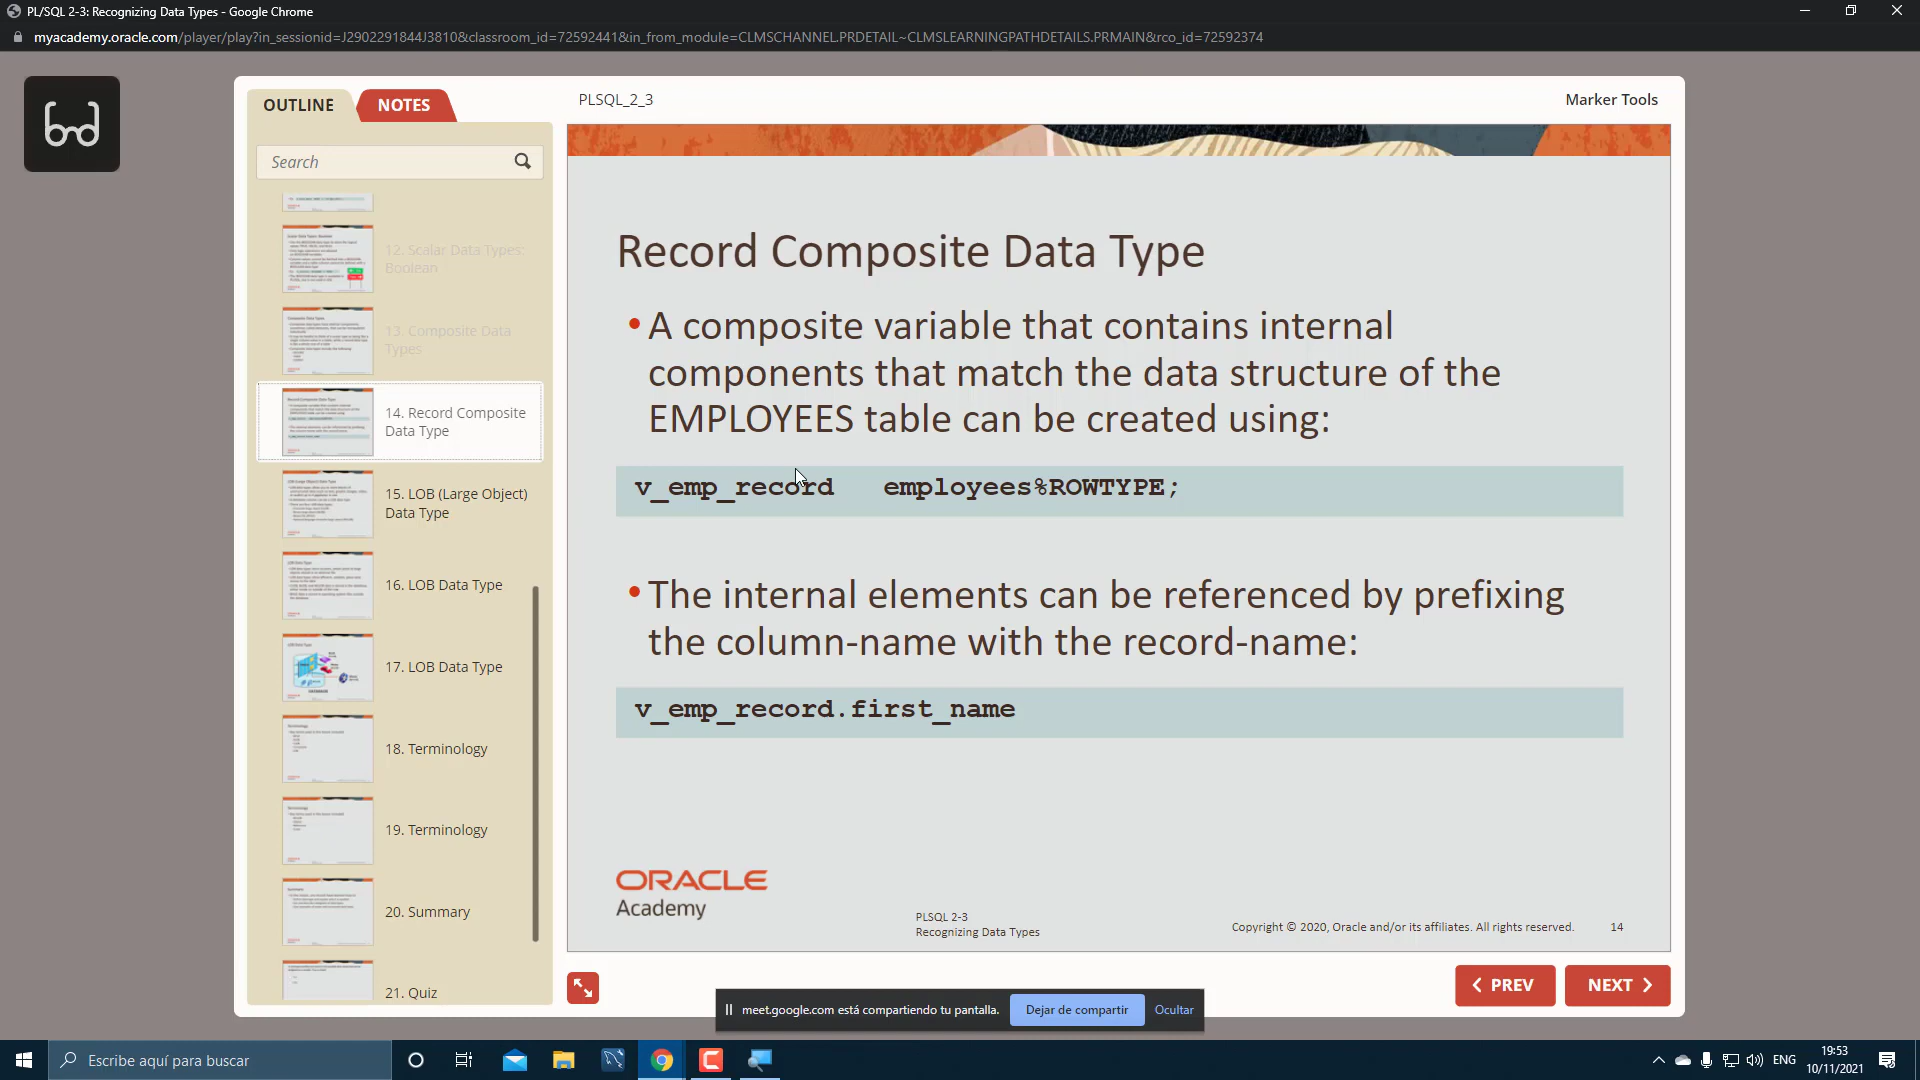 PL/SQL 2-3: Recognizing Data Types - Google Chrome
myacademy.oracle.com/player/play?in_sessionid=J2902291844J3810&classroom_id=72592441&in_from_module=CLMSCHANNEL.PRDETAIL~CLMSLEARNINGPATHDETAILS.PRMAIN&rco_id=72592374
OUTLINE
NOTES
PLSQL_2_3
Marker Tools
Search
12. Scalar Data Types:
Boolean
13. Composite Data
Types
14. Record Composite
Data Type
15. LOB (Large Object)
Data Type
16. LOB Data Type
17. LOB Data Type
18. Terminology
19. Terminology
20. Summary
21. Quiz
Record Composite Data Type
• A composite variable that contains internal
components that match the data structure of the
EMPLOYEES table can be created using:
v_emp_record employees%ROWTYPE;
• The internal elements can be referenced by prefixing
the column-name with the record-name:
v_emp_record.first_name
ORACLE
Academy
PLSQL 2-3
Recognizing Data Types
Copyright © 2020, Oracle and/or its affiliates. All rights reserved.
14
PREV
NEXT
meet.google.com está compartiendo tu pantalla.
Dejar de compartir
Ocultar
Escribe aquí para buscar
ENG
19:53
10/11/2021